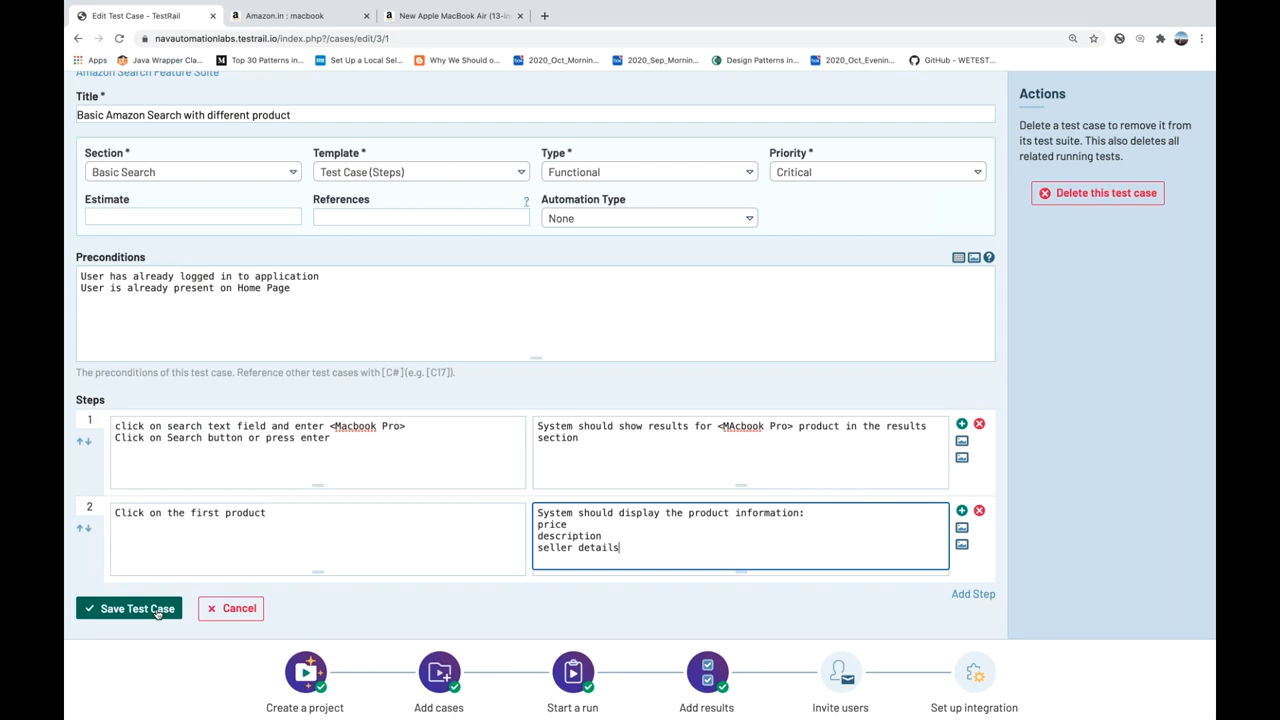 Edit Test Case - TestRail
Amazon.in : macbook
New Apple MacBook Air (13-in
navautomationlabs.testrail.io/index.php?/cases/edit/3/1
Apps
Java Wrapper Cla...
Top 30 Patterns in...
Set Up a Local Sel...
Why We Should o...
2020_Oct_Mornin...
2020_Sep_Mornin...
Design Patterns in...
2020_Oct_Evenin...
GitHub - WETEST...
Amazon Search Feature Suite
Title *
Basic Amazon Search with different product
Section *
Template *
Type *
Priority *
Basic Search
Test Case (Steps)
Functional
Critical
Estimate
References
?
Automation Type
None
Preconditions
User has already logged in to application
User is already present on Home Page
The preconditions of this test case. Reference other test cases with [C#] (e.g. [C17]).
Steps
1
click on search text field and enter <Macbook Pro>
Click on Search button or press enter
System should show results for <MAcbook Pro> product in the results
section
2
Click on the first product
System should display the product information:
price
description
seller details
Add Step
Save Test Case
Cancel
Actions
Delete a test case to remove it from
its test suite. This also deletes all
related running tests.
Delete this test case
Create a project
Add cases
Start a run
Add results
Invite users
Set up integration